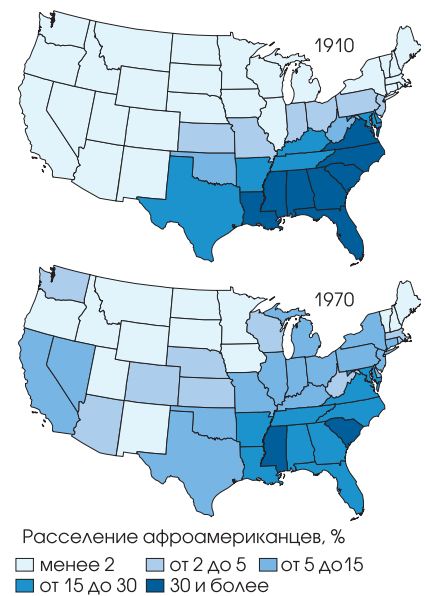 1910
1970
Расселение афроамериканцев, %
менее 2 от 2 до 5 от 5 до 15
от 15 до 30 30 и более